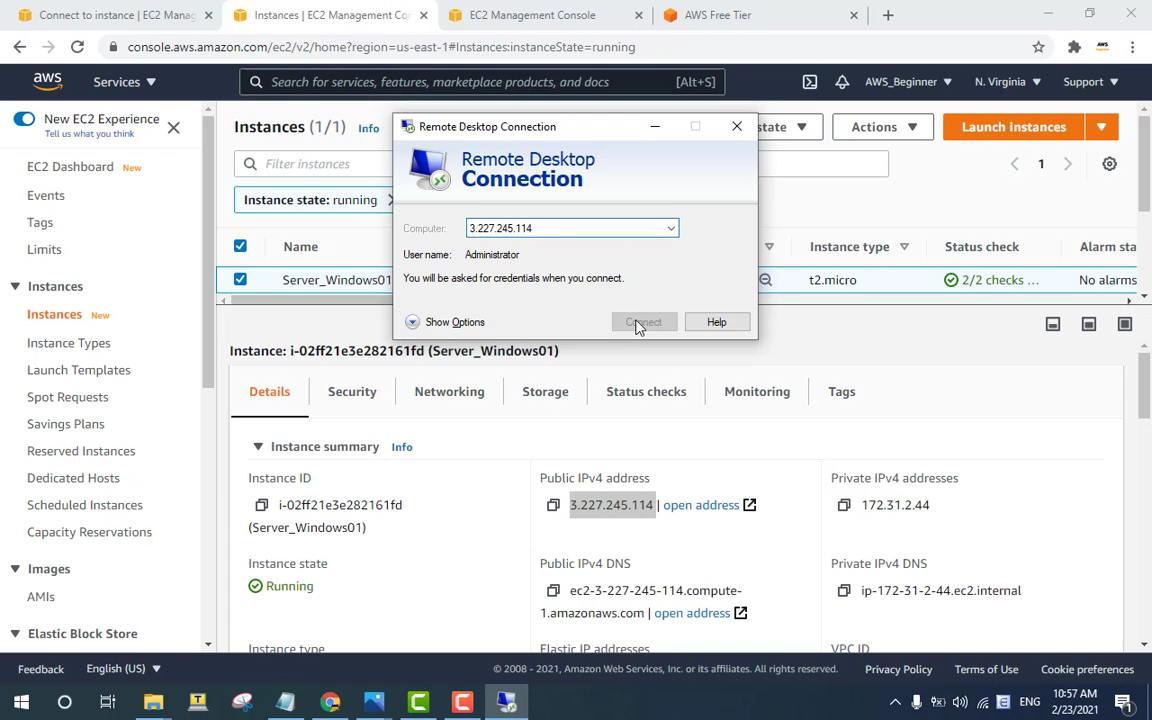 Connect to instance | EC2 Manag
Instances | EC2 Management Con
EC2 Management Console
AWS Free Tier
console.aws.amazon.com/ec2/v2/home?region=us-east-1#Instances:instanceState=running
aws
Services
Search for services, features, marketplace products, and docs
[Alt+S]
AWS_Beginner
N. Virginia
Support
New EC2 Experience
Tell us what you think
EC2 Dashboard New
Events
Tags
Limits
Instances
Instances New
Instance Types
Launch Templates
Spot Requests
Savings Plans
Reserved Instances
Dedicated Hosts
Scheduled Instances
Capacity Reservations
Images
AMIs
Elastic Block Store
Instances (1/1) Info
state
Actions
Launch instances
Filter instances
1
Instance state: running
Name
Instance type
Status check
Alarm sta
Server_Windows01
t2.micro
2/2 checks ...
No alarms
Remote Desktop Connection
Remote Desktop
Connection
Computer:
3.227.245.114
User name:
Administrator
You will be asked for credentials when you connect.
Show Options
Connect
Help
Instance: i-02ff21e3e282161fd (Server_Windows01)
Details
Security
Networking
Storage
Status checks
Monitoring
Tags
Instance summary Info
Instance ID
i-02ff21e3e282161fd
(Server_Windows01)
Public IPv4 address
3.227.245.114 | open address
Private IPv4 addresses
172.31.2.44
Instance state
Running
Public IPv4 DNS
ec2-3-227-245-114.compute-
1.amazonaws.com | open address
Private IPv4 DNS
ip-172-31-2-44.ec2.internal
Instance type
Elastic IP addresses
VPC ID
Feedback
English (US)
© 2008 - 2021, Amazon Web Services, Inc. or its affiliates. All rights reserved.
Privacy Policy
Terms of Use
Cookie preferences
ENG
10:57 AM
2/23/2021
1